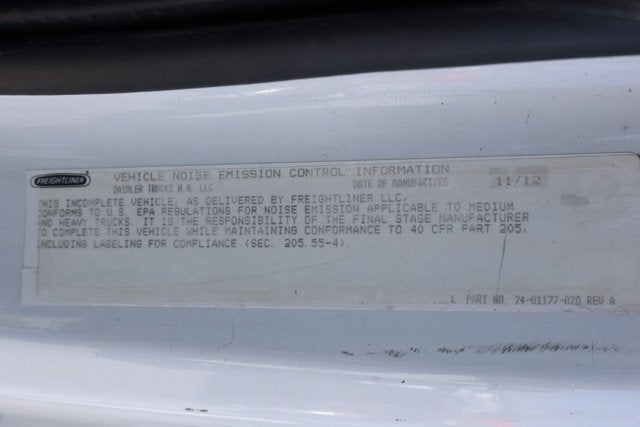 FREIGHTLINER
VEHICLE NOISE EMISSION CONTROL INFORMATION
DAIMLER TRUCKS N.A. LLC DATE OF MANUFACTURE 11/12
THIS INCOMPLETE VEHICLE, AS DELIVERED BY FREIGHTLINER LLC,
CONFORMS TO U.S. EPA REGULATIONS FOR NOISE EMISSION APPLICABLE TO MEDIUM
AND HEAVY TRUCKS. IT IS THE RESPONSIBILITY OF THE FINAL STAGE MANUFACTURER
TO COMPLETE THIS VEHICLE WHILE MAINTAINING CONFORMANCE TO 40 CFR PART 205,
INCLUDING LABELING FOR COMPLIANCE (SEC. 205.55-4).
L PART NO. 24-01177-020 REV A